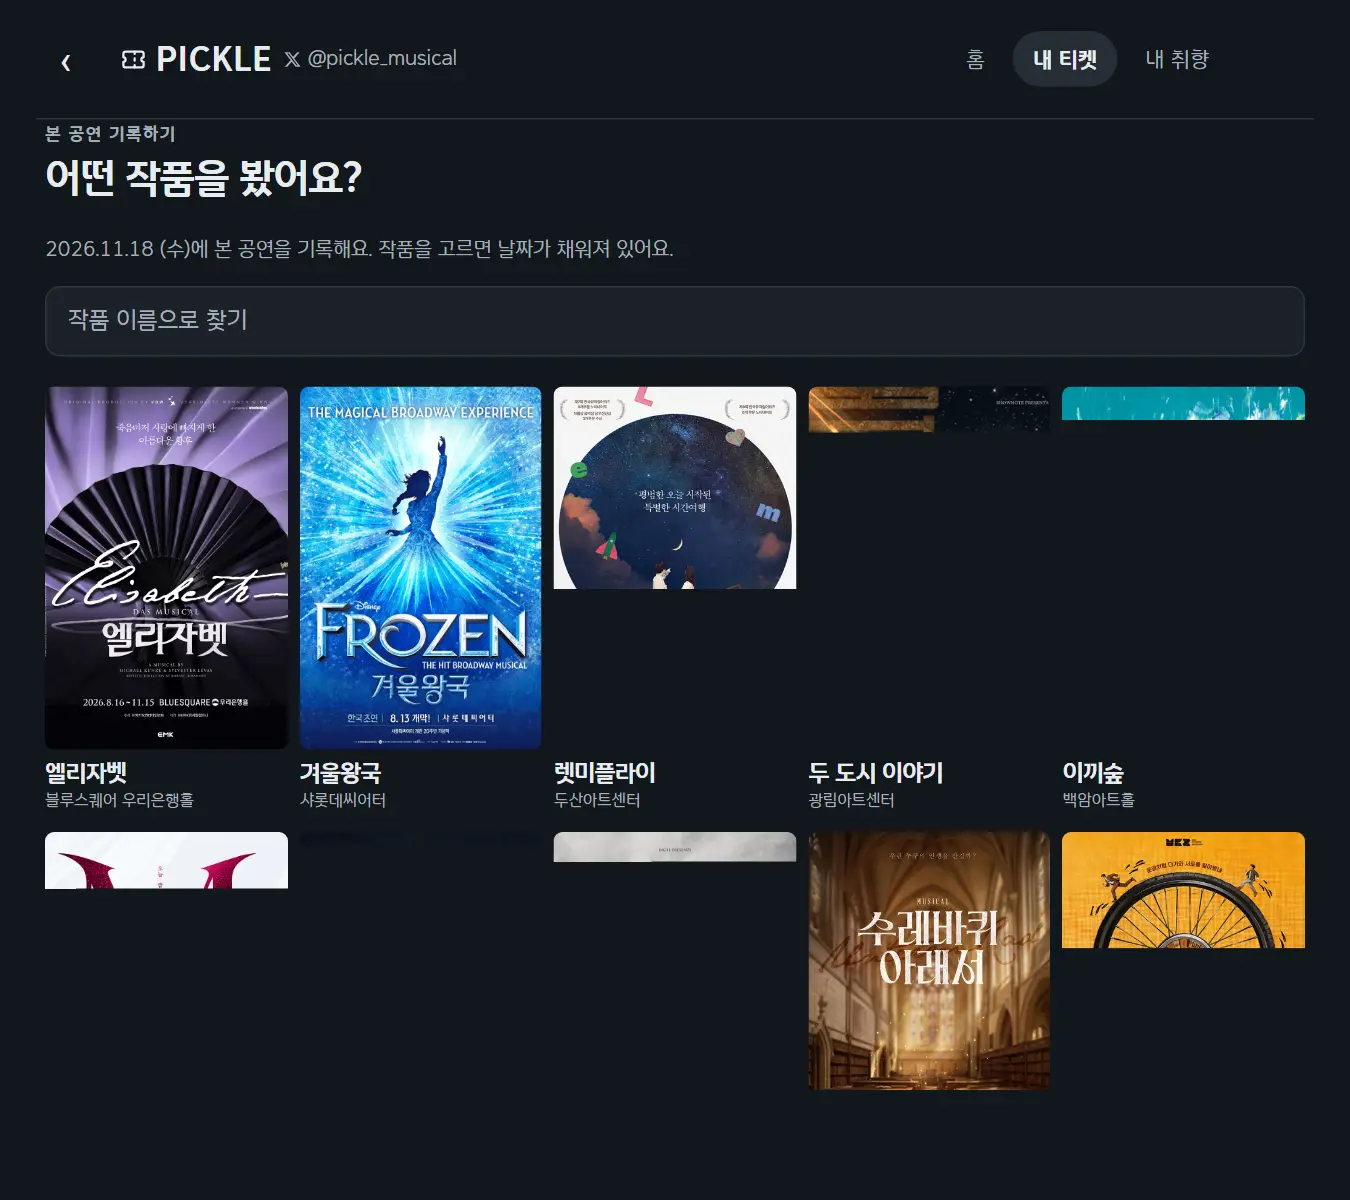 PICKLE
@pickle_musical
홈
내 티켓
내 취향
본 공연 기록하기
어떤 작품을 봤어요?
2026.11.18 (수)에 본 공연을 기록해요. 작품을 고르면 날짜가 채워져 있어요.
작품 이름으로 찾기
죽음마저 사랑에 빠지게 한
아름다운 황후
Elisabeth
DAS MUSICAL
엘리자벳
A MUSICAL BY
MICHAEL KUNZE & SYLVESTER LEVAY
2026.8.16~11.15 BLUESQUARE 우리은행홀
EMK
THE MAGICAL BROADWAY EXPERIENCE
Disney
FROZEN
THE HIT BROADWAY MUSICAL
겨울왕국
한국초연 8.13 개막! 샤롯데씨어터
L
e
m
평범한 오늘 시작된
특별한 시간여행
SHOWNOTE PRESENTS
엘리자벳
블루스퀘어 우리은행홀
겨울왕국
샤롯데씨어터
렛미플라이
두산아트센터
두 도시 이야기
광림아트센터
이끼숲
백암아트홀
MUSICAL
수레바퀴
아래서